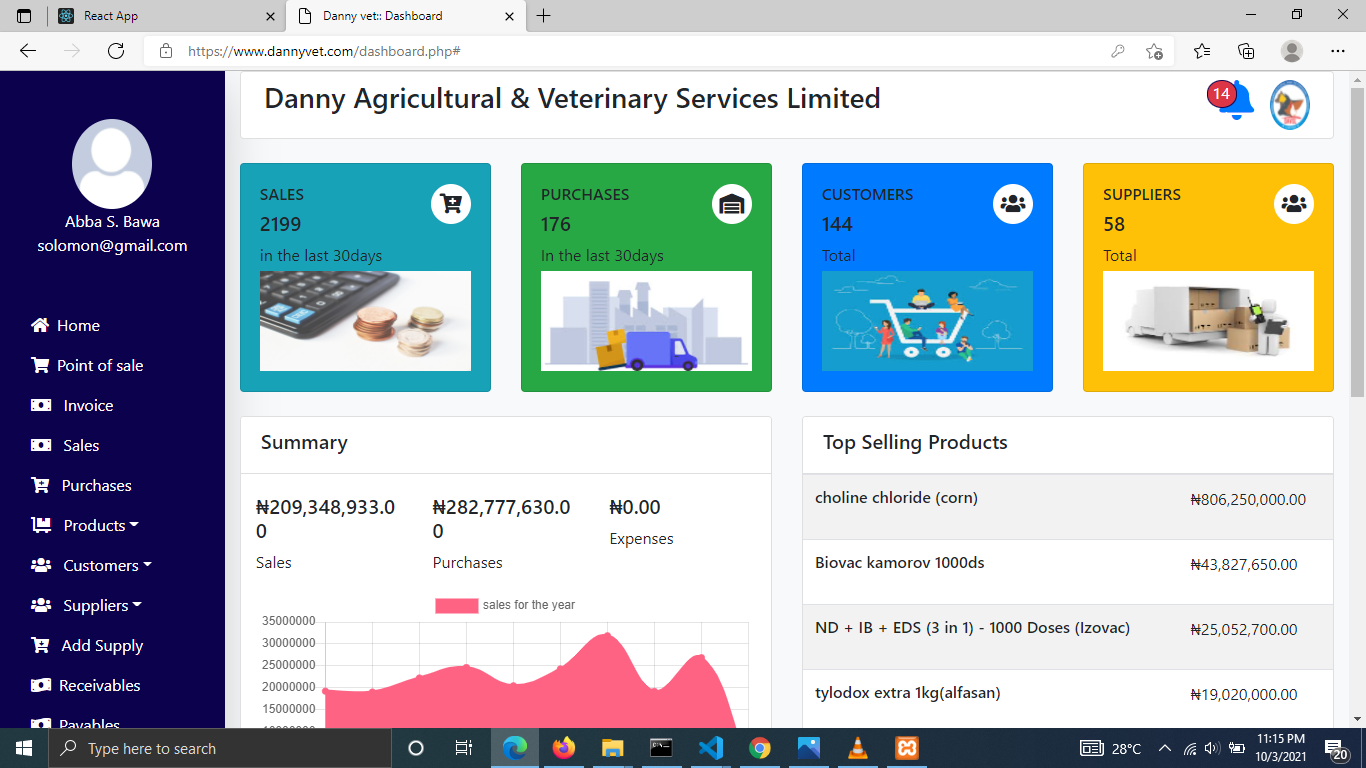 React App
Danny vet:: Dashboard
https://www.dannyvet.com/dashboard.php#
Danny Agricultural & Veterinary Services Limited
14
Abba S. Bawa
solomon@gmail.com
Home
Point of sale
Invoice
Sales
Purchases
Products
Customers
Suppliers
Add Supply
Receivables
Payables
SALES
2199
in the last 30days
PURCHASES
176
In the last 30days
CUSTOMERS
144
Total
SUPPLIERS
58
Total
Summary
₦209,348,933.0
0
Sales
₦282,777,630.0
0
Purchases
₦0.00
Expenses
sales for the year
35000000
30000000
25000000
20000000
15000000
Top Selling Products
choline chloride (corn) ₦806,250,000.00
Biovac kamorov 1000ds ₦43,827,650.00
ND + IB + EDS (3 in 1) - 1000 Doses (Izovac) ₦25,052,700.00
tylodox extra 1kg(alfasan) ₦19,020,000.00
Type here to search
28°C
11:15 PM
10/3/2021
20